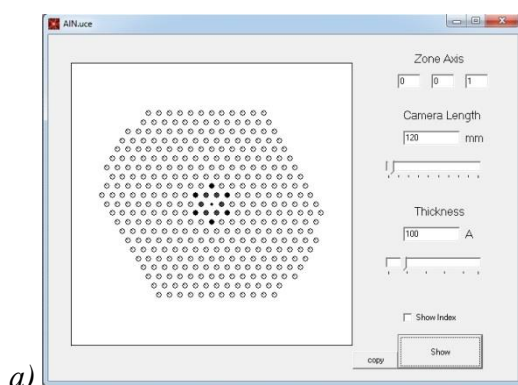 AlN.uce
Zone Axis
0 0 1
Camera Length
120 mm
Thickness
100 A
Show Index
copy
Show
a)